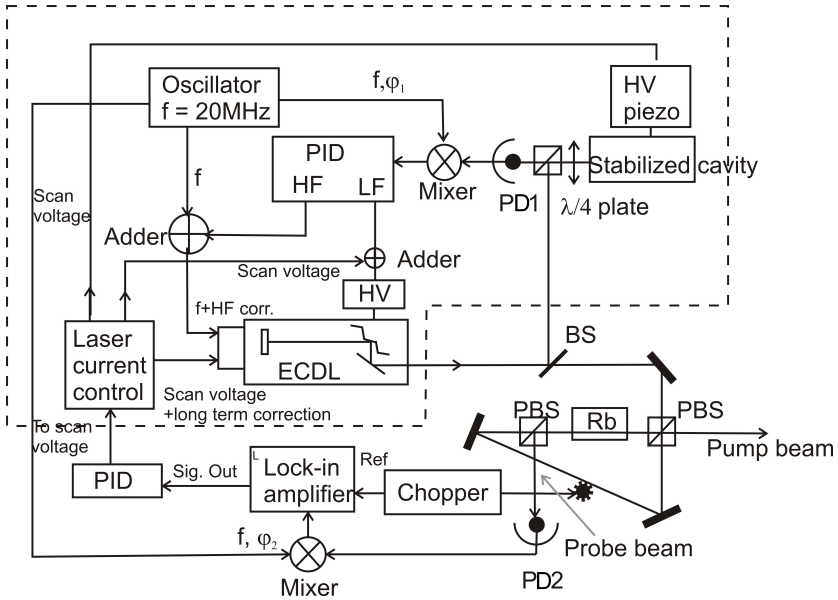 Oscillator
f = 20MHz
f,φ1
HV
piezo
PID
HF
LF
Mixer
PD1
Stabilized cavity
λ/4 plate
Scan
voltage
f
Adder
Adder
Scan voltage
HV
f+HF corr.
Laser
current
control
ECDL
BS
Scan voltage
+long term correction
To scan
voltage
PBS
Rb
PBS
Pump beam
PID
Sig. Out
L
Lock-in
amplifier
Ref
Chopper
f, φ2
Mixer
PD2
Probe beam